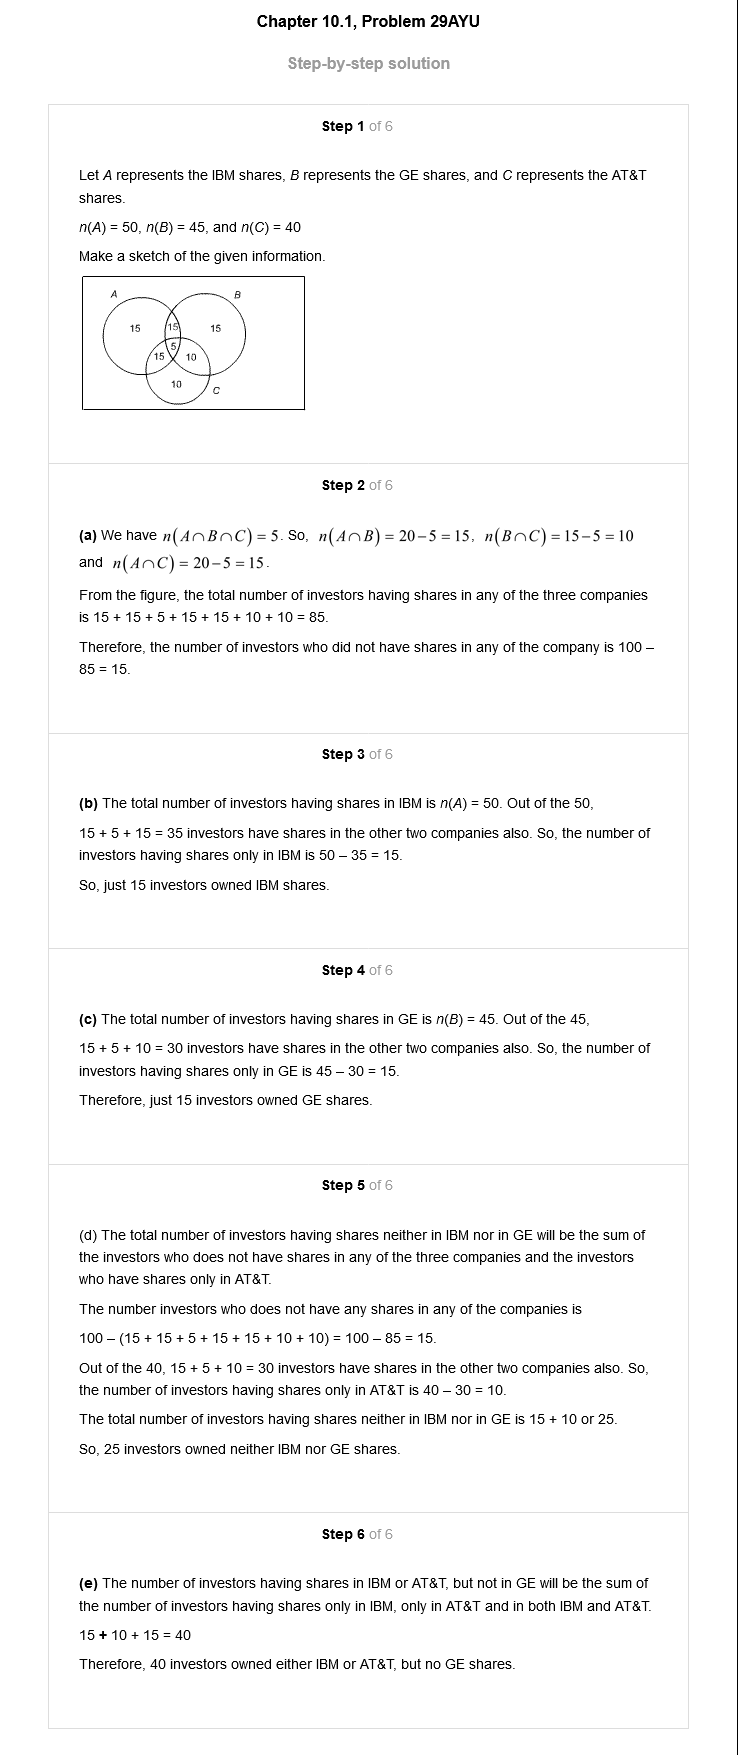 Chapter 10.1, Problem 29AYU
Step-by-step solution
Step 1 of 6
Let A represents the IBM shares, B represents the GE shares, and C represents the AT&T
shares.
n(A) = 50, n(B) = 45, and n(C) = 40
Make a sketch of the given information.
A
B
15
15
15
5
15
10
10
C
Step 2 of 6
(a) We have n(A∩B∩C) = 5. So, n(A∩B) = 20−5 = 15, n(B∩C) = 15−5 = 10
and n(A∩C) = 20−5 = 15.
From the figure, the total number of investors having shares in any of the three companies
is 15 + 15 + 5 + 15 + 15 + 10 + 10 = 85.
Therefore, the number of investors who did not have shares in any of the company is 100 –
85 = 15.
Step 3 of 6
(b) The total number of investors having shares in IBM is n(A) = 50. Out of the 50,
15 + 5 + 15 = 35 investors have shares in the other two companies also. So, the number of
investors having shares only in IBM is 50 – 35 = 15.
So, just 15 investors owned IBM shares.
Step 4 of 6
(c) The total number of investors having shares in GE is n(B) = 45. Out of the 45,
15 + 5 + 10 = 30 investors have shares in the other two companies also. So, the number of
investors having shares only in GE is 45 – 30 = 15.
Therefore, just 15 investors owned GE shares.
Step 5 of 6
(d) The total number of investors having shares neither in IBM nor in GE will be the sum of
the investors who does not have shares in any of the three companies and the investors
who have shares only in AT&T.
The number investors who does not have any shares in any of the companies is
100 – (15 + 15 + 5 + 15 + 15 + 10 + 10) = 100 – 85 = 15.
Out of the 40, 15 + 5 + 10 = 30 investors have shares in the other two companies also. So,
the number of investors having shares only in AT&T is 40 – 30 = 10.
The total number of investors having shares neither in IBM nor in GE is 15 + 10 or 25.
So, 25 investors owned neither IBM nor GE shares.
Step 6 of 6
(e) The number of investors having shares in IBM or AT&T, but not in GE will be the sum of
the number of investors having shares only in IBM, only in AT&T and in both IBM and AT&T.
15 + 10 + 15 = 40
Therefore, 40 investors owned either IBM or AT&T, but no GE shares.